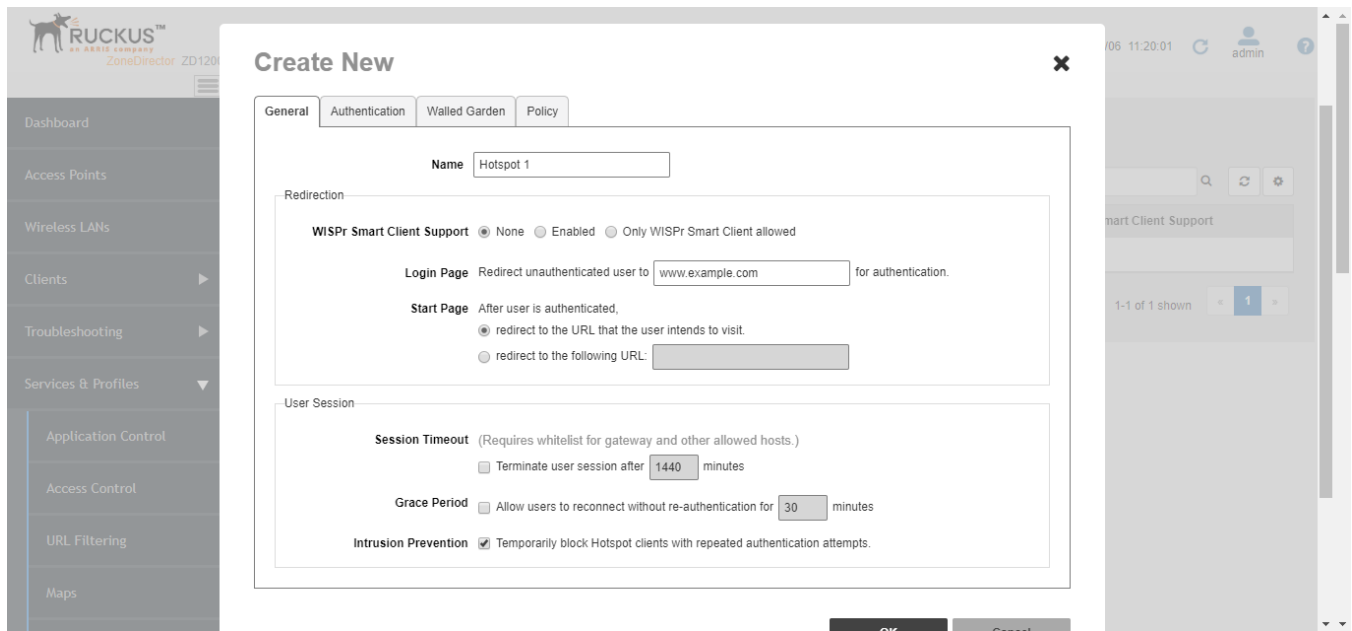 RUCKUS™
an ARRIS company
ZoneDirector ZD120
/06 11:20:01
admin
?
Dashboard
Access Points
Wireless LANs
Clients
Troubleshooting
Services & Profiles
Application Control
Access Control
URL Filtering
Maps
Create New
General Authentication Walled Garden Policy
Name Hotspot 1
Redirection
WISPr Smart Client Support None Enabled Only WISPr Smart Client allowed
Login Page Redirect unauthenticated user to www.example.com for authentication.
Start Page After user is authenticated,
redirect to the URL that the user intends to visit.
redirect to the following URL:
User Session
Session Timeout (Requires whitelist for gateway and other allowed hosts.)
Terminate user session after 1440 minutes
Grace Period Allow users to reconnect without re-authentication for 30 minutes
Intrusion Prevention Temporarily block Hotspot clients with repeated authentication attempts.
OK Cancel
mart Client Support
1-1 of 1 shown « 1 »